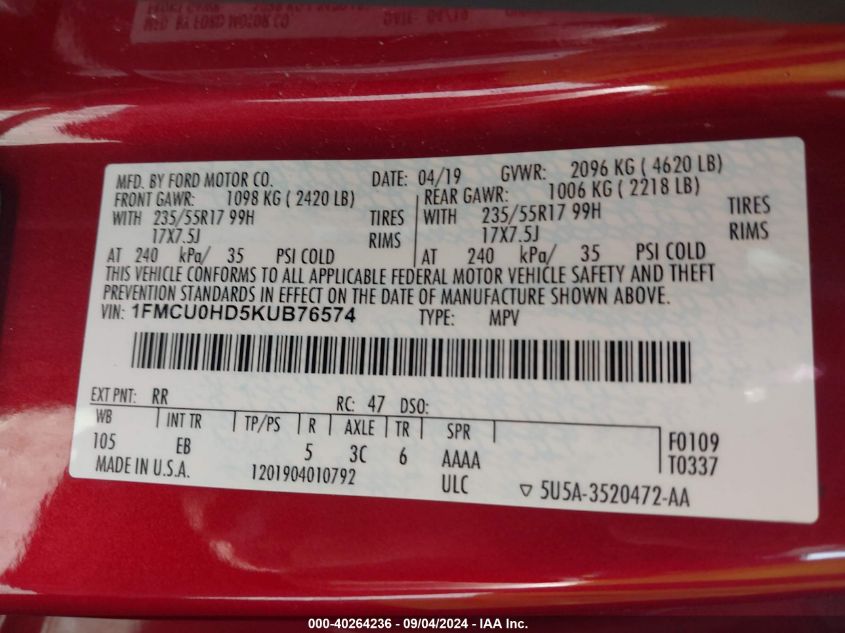 MFD. BY FORD MOTOR CO.
DATE: 04/19 GVWR: 2096 KG ( 4620 LB)
FRONT GAWR: 1098 KG ( 2420 LB)
REAR GAWR: 1006 KG ( 2218 LB)
WITH 235/55R17 99H TIRES
WITH 235/55R17 99H TIRES
17X7.5J RIMS
17X7.5J RIMS
AT 240 kPa/ 35 PSI COLD
AT 240 kPa/ 35 PSI COLD
THIS VEHICLE CONFORMS TO ALL APPLICABLE FEDERAL MOTOR VEHICLE SAFETY AND THEFT
PREVENTION STANDARDS IN EFFECT ON THE DATE OF MANUFACTURE SHOWN ABOVE.
VIN: 1FMCU0HD5KUB76574 TYPE: MPV
EXT PNT: RR RC: 47 DSO:
WB INT TR TP/PS R AXLE TR SPR
105 EB 5 3C 6 AAAA
F0109
T0337
MADE IN U.S.A. 1201904010792 ULC ▽ 5U5A-3520472-AA
000-40264236 - 09/04/2024 - IAA Inc.